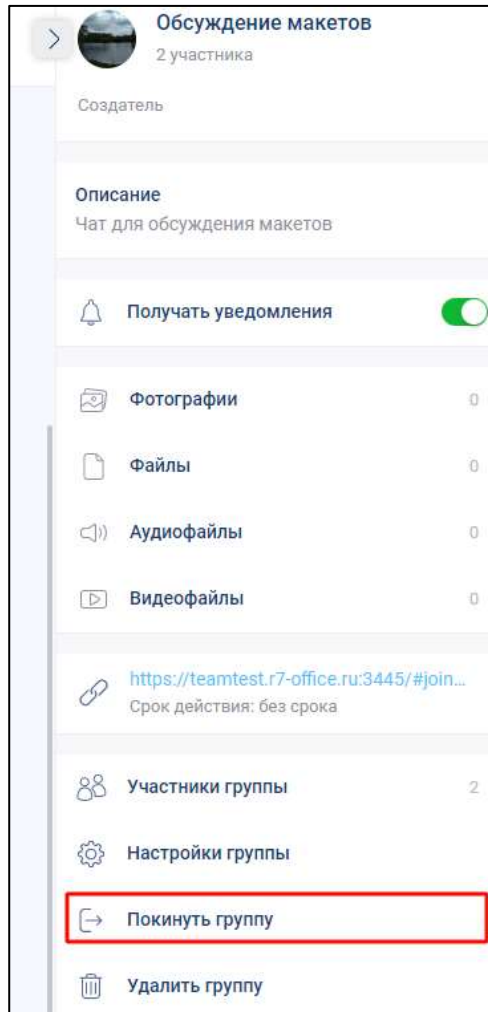 Обсуждение макетов
2 участника
Создатель
Описание
Чат для обсуждения макетов
Получать уведомления
Фотографии 0
Файлы 0
Аудиофайлы 0
Видеофайлы 0
https://teamtest.r7-office.ru:3445/#join...
Срок действия: без срока
Участники группы 2
Настройки группы
Покинуть группу
Удалить группу